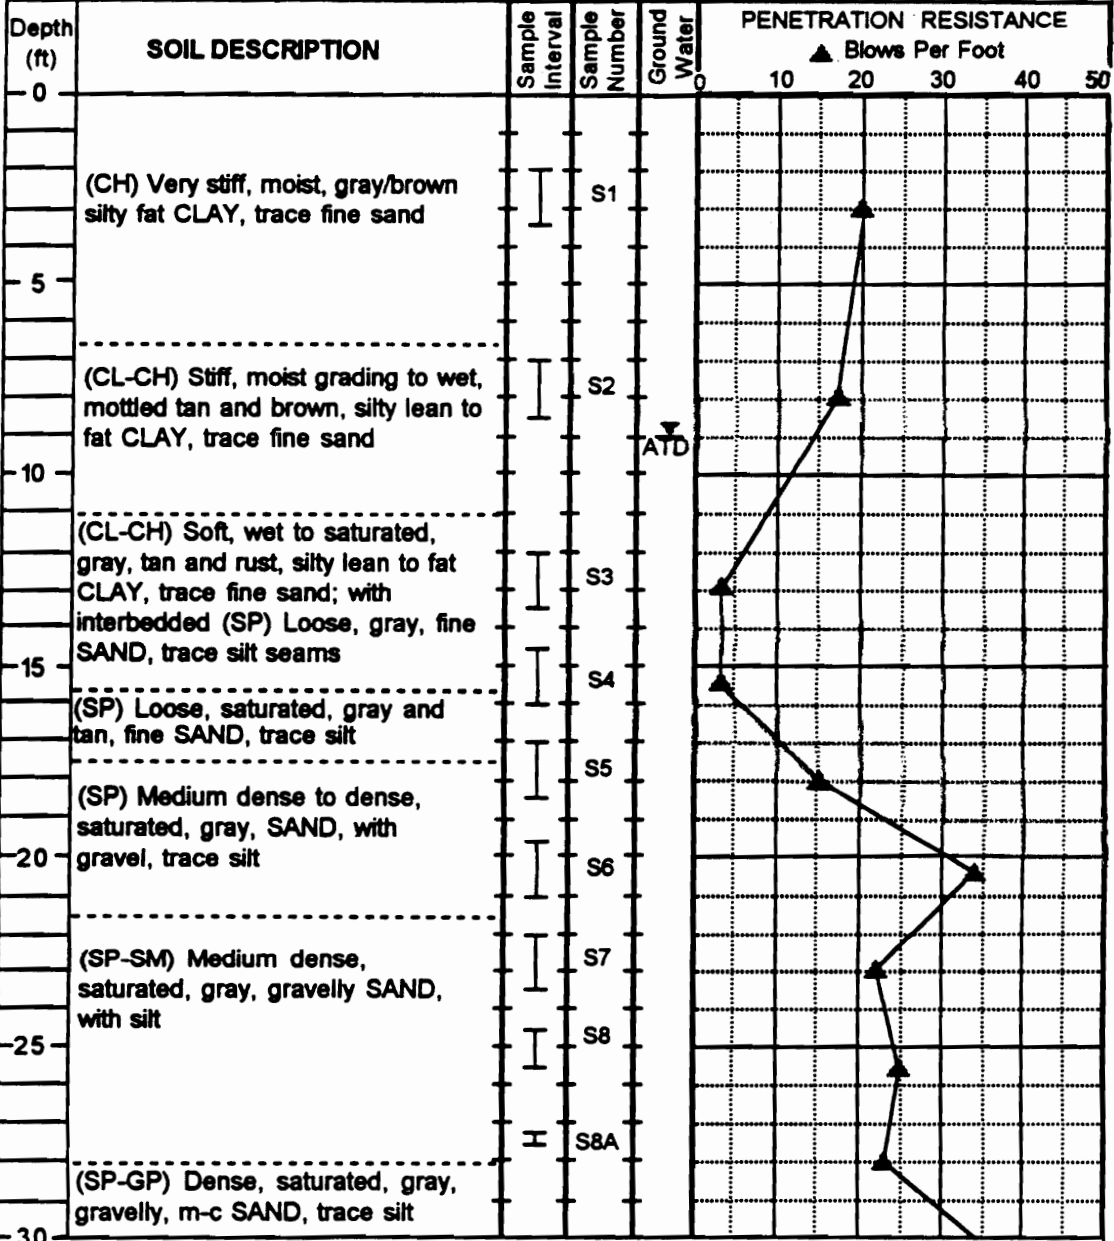 Depth
(ft)
SOIL DESCRIPTION
Sample
Interval
Sample
Number
Ground
Water
PENETRATION RESISTANCE
▲ Blows Per Foot
0 10 20 30 40 50
0
(CH) Very stiff, moist, gray/brown
silty fat CLAY, trace fine sand
S1
5
(CL-CH) Stiff, moist grading to wet,
mottled tan and brown, silty lean to
fat CLAY, trace fine sand
S2
ATD
10
(CL-CH) Soft, wet to saturated,
gray, tan and rust, silty lean to fat
CLAY, trace fine sand; with
interbedded (SP) Loose, gray, fine
SAND, trace silt seams
S3
15
S4
(SP) Loose, saturated, gray and
tan, fine SAND, trace silt
S5
(SP) Medium dense to dense,
saturated, gray, SAND, with
gravel, trace silt
20
S6
(SP-SM) Medium dense,
saturated, gray, gravelly SAND,
with silt
S7
25
S8
S8A
(SP-GP) Dense, saturated, gray,
gravelly, m-c SAND, trace silt
30